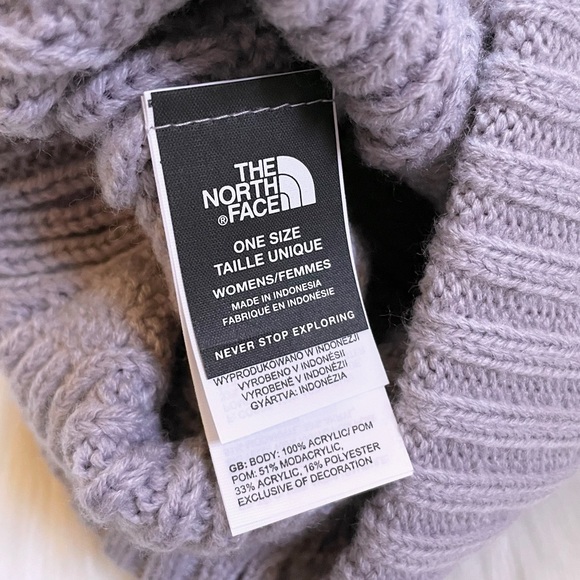 THE
NORTH
FACE
®
ONE SIZE
TAILLE UNIQUE
WOMENS/FEMMES
MADE IN INDONESIA
FABRIQUÉ EN INDONÉSIE
NEVER STOP EXPLORING
WYPRODUKOWANO W INDONEZJI
VYROBENO V INDONÉSII
VYROBENÉ V INDONÉZII
GYÁRTVA: INDONÉZIA
GB: BODY: 100% ACRYLIC/ POM
POM: 51% MODACRYLIC,
33% ACRYLIC, 16% POLYESTER
EXCLUSIVE OF DECORATION